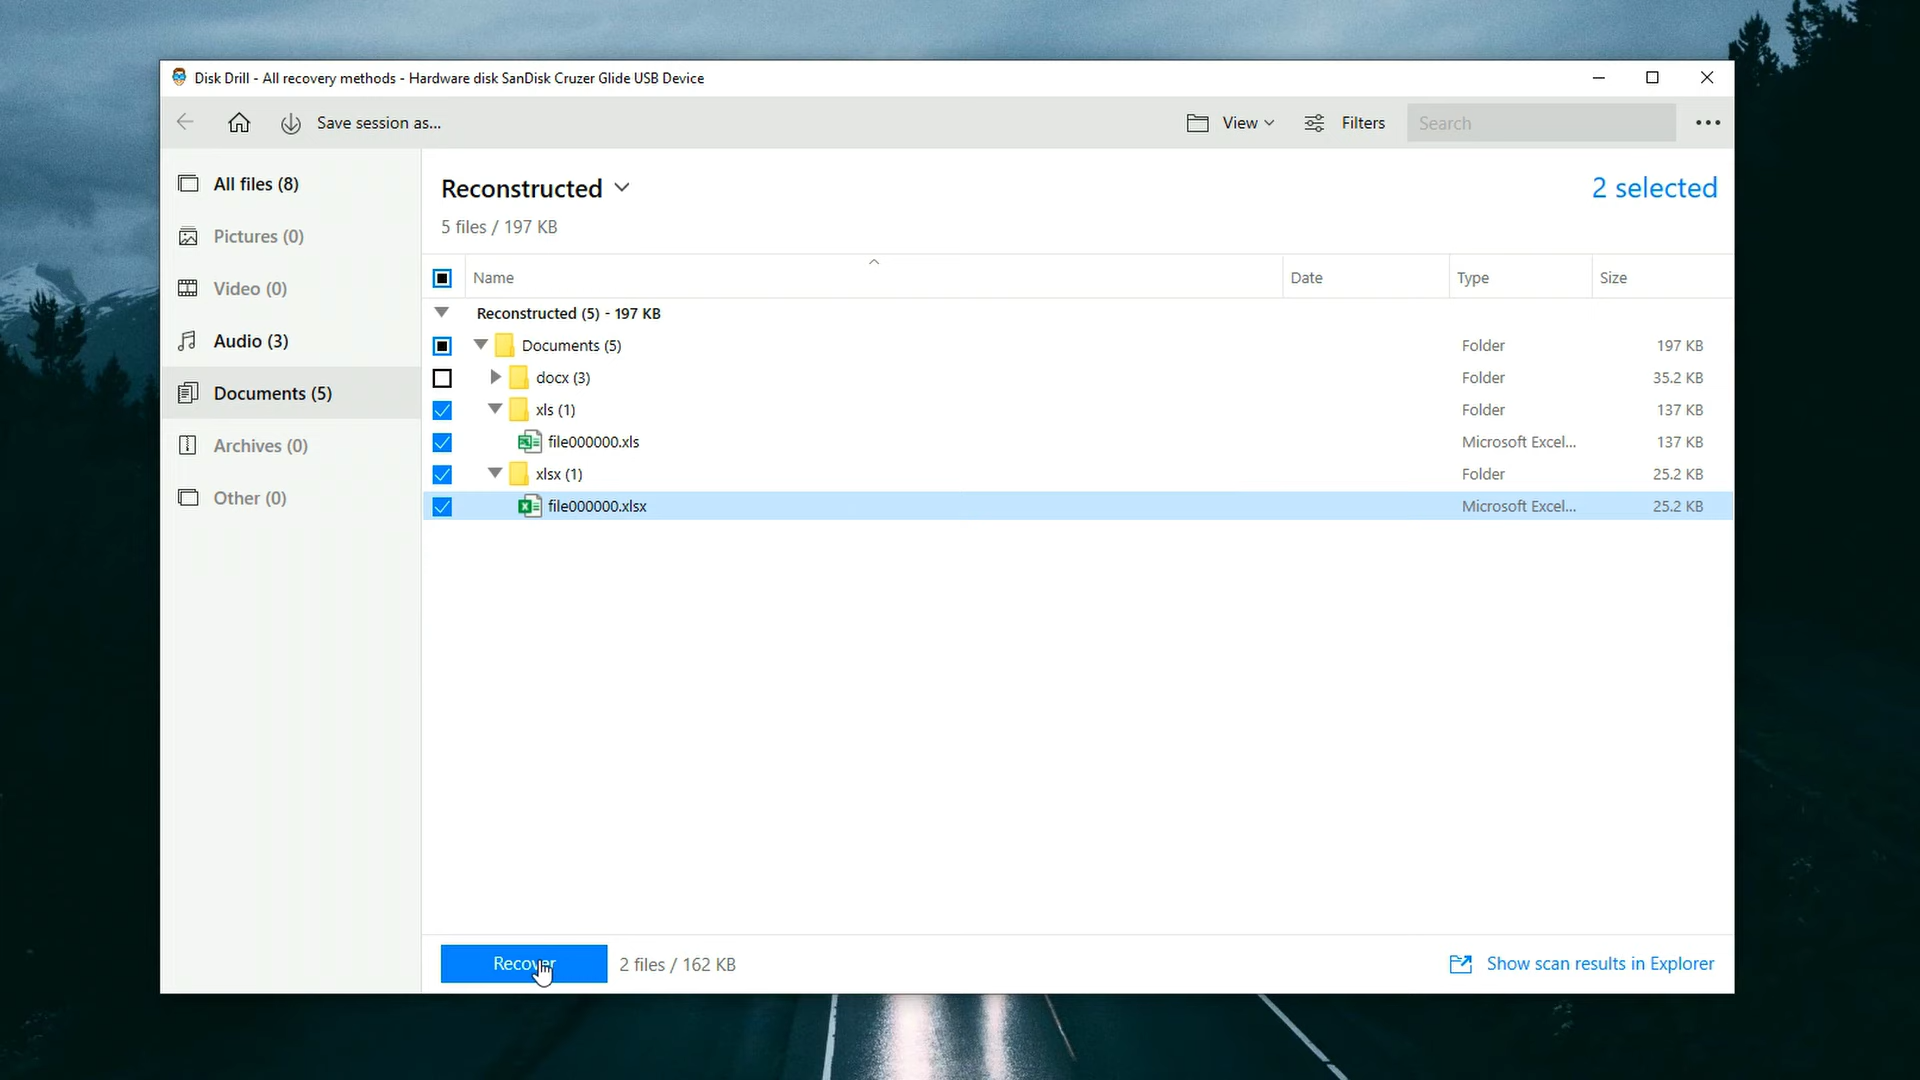 Disk Drill - All recovery methods - Hardware disk SanDisk Cruzer Glide USB Device
Save session as...
View
Filters
Search
All files (8)
Pictures (0)
Video (0)
Audio (3)
Documents (5)
Archives (0)
Other (0)
Reconstructed
2 selected
5 files / 197 KB
Name Date Type Size
Reconstructed (5) - 197 KB
Documents (5) Folder 197 KB
docx (3) Folder 35.2 KB
xls (1) Folder 137 KB
file000000.xls Microsoft Excel... 137 KB
xlsx (1) Folder 25.2 KB
file000000.xlsx Microsoft Excel... 25.2 KB
Recover
2 files / 162 KB
Show scan results in Explorer